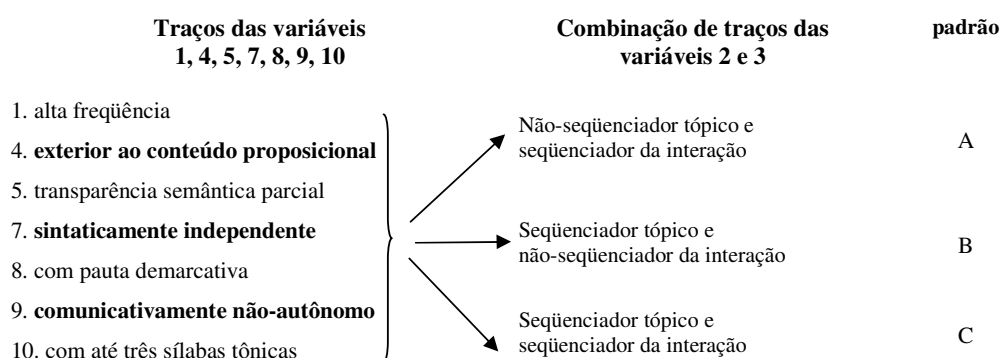 Traços das variáveis
1, 4, 5, 7, 8, 9, 10
Combinação de traços das
variáveis 2 e 3
padrão
1. alta freqüência
4. exterior ao conteúdo proposicional
5. transparência semântica parcial
7. sintaticamente independente
8. com pauta demarcativa
9. comunicativamente não-autônomo
10. com até três sílabas tônicas
Não-seqüenciador tópico e
seqüenciador da interação
A
Seqüenciador tópico e
não-seqüenciador da interação
B
Seqüenciador tópico e
seqüenciador da interação
C